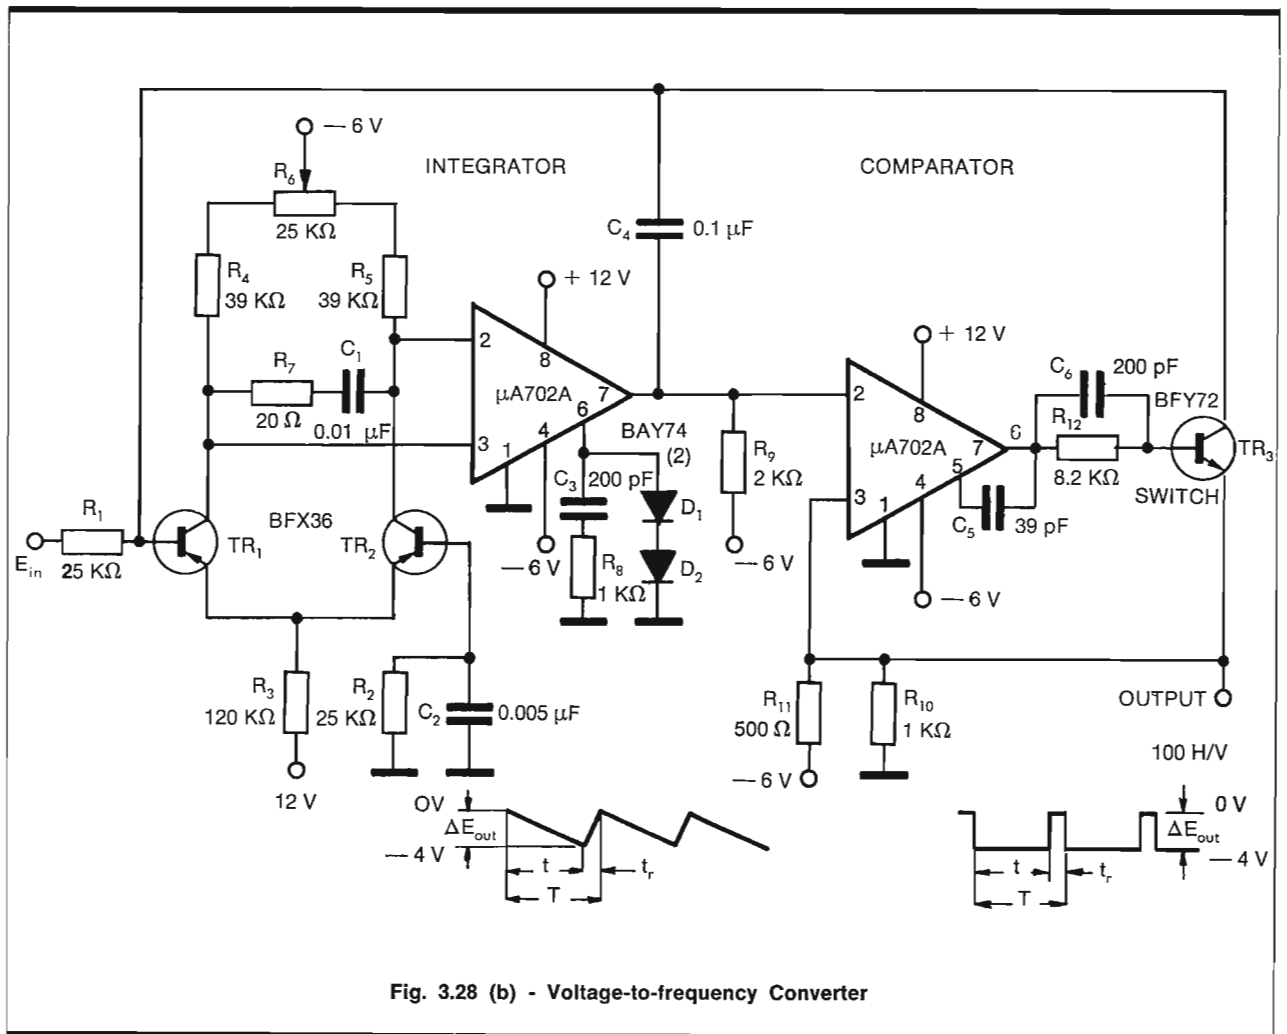 — 6 V
INTEGRATOR
COMPARATOR
R6
25 KΩ
C4
0.1 µF
R4
39 KΩ
R5
39 KΩ
+ 12 V
+ 12 V
R7
20 Ω
C1
0.01 µF
2
8
µA702A
7
3
1
4
6
BAY74
(2)
R9
2 KΩ
— 6 V
2
8
µA702A
7
6
3
1
4
5
C6
200 pF
R12
8.2 KΩ
BFY72
TR3
SWITCH
C5
39 pF
— 6 V
R1
Ein
25 KΩ
BFX36
TR1
TR2
C3
200 pF
D1
D2
— 6 V
R8
1 KΩ
R3
120 KΩ
12 V
R2
25 KΩ
C2
0.005 µF
R11
500 Ω
— 6 V
R10
1 KΩ
OUTPUT
100 H/V
OV
ΔEout
— 4 V
t
tr
T
0 V
ΔEout
— 4 V
t
tr
T
Fig. 3.28 (b) - Voltage-to-frequency Converter